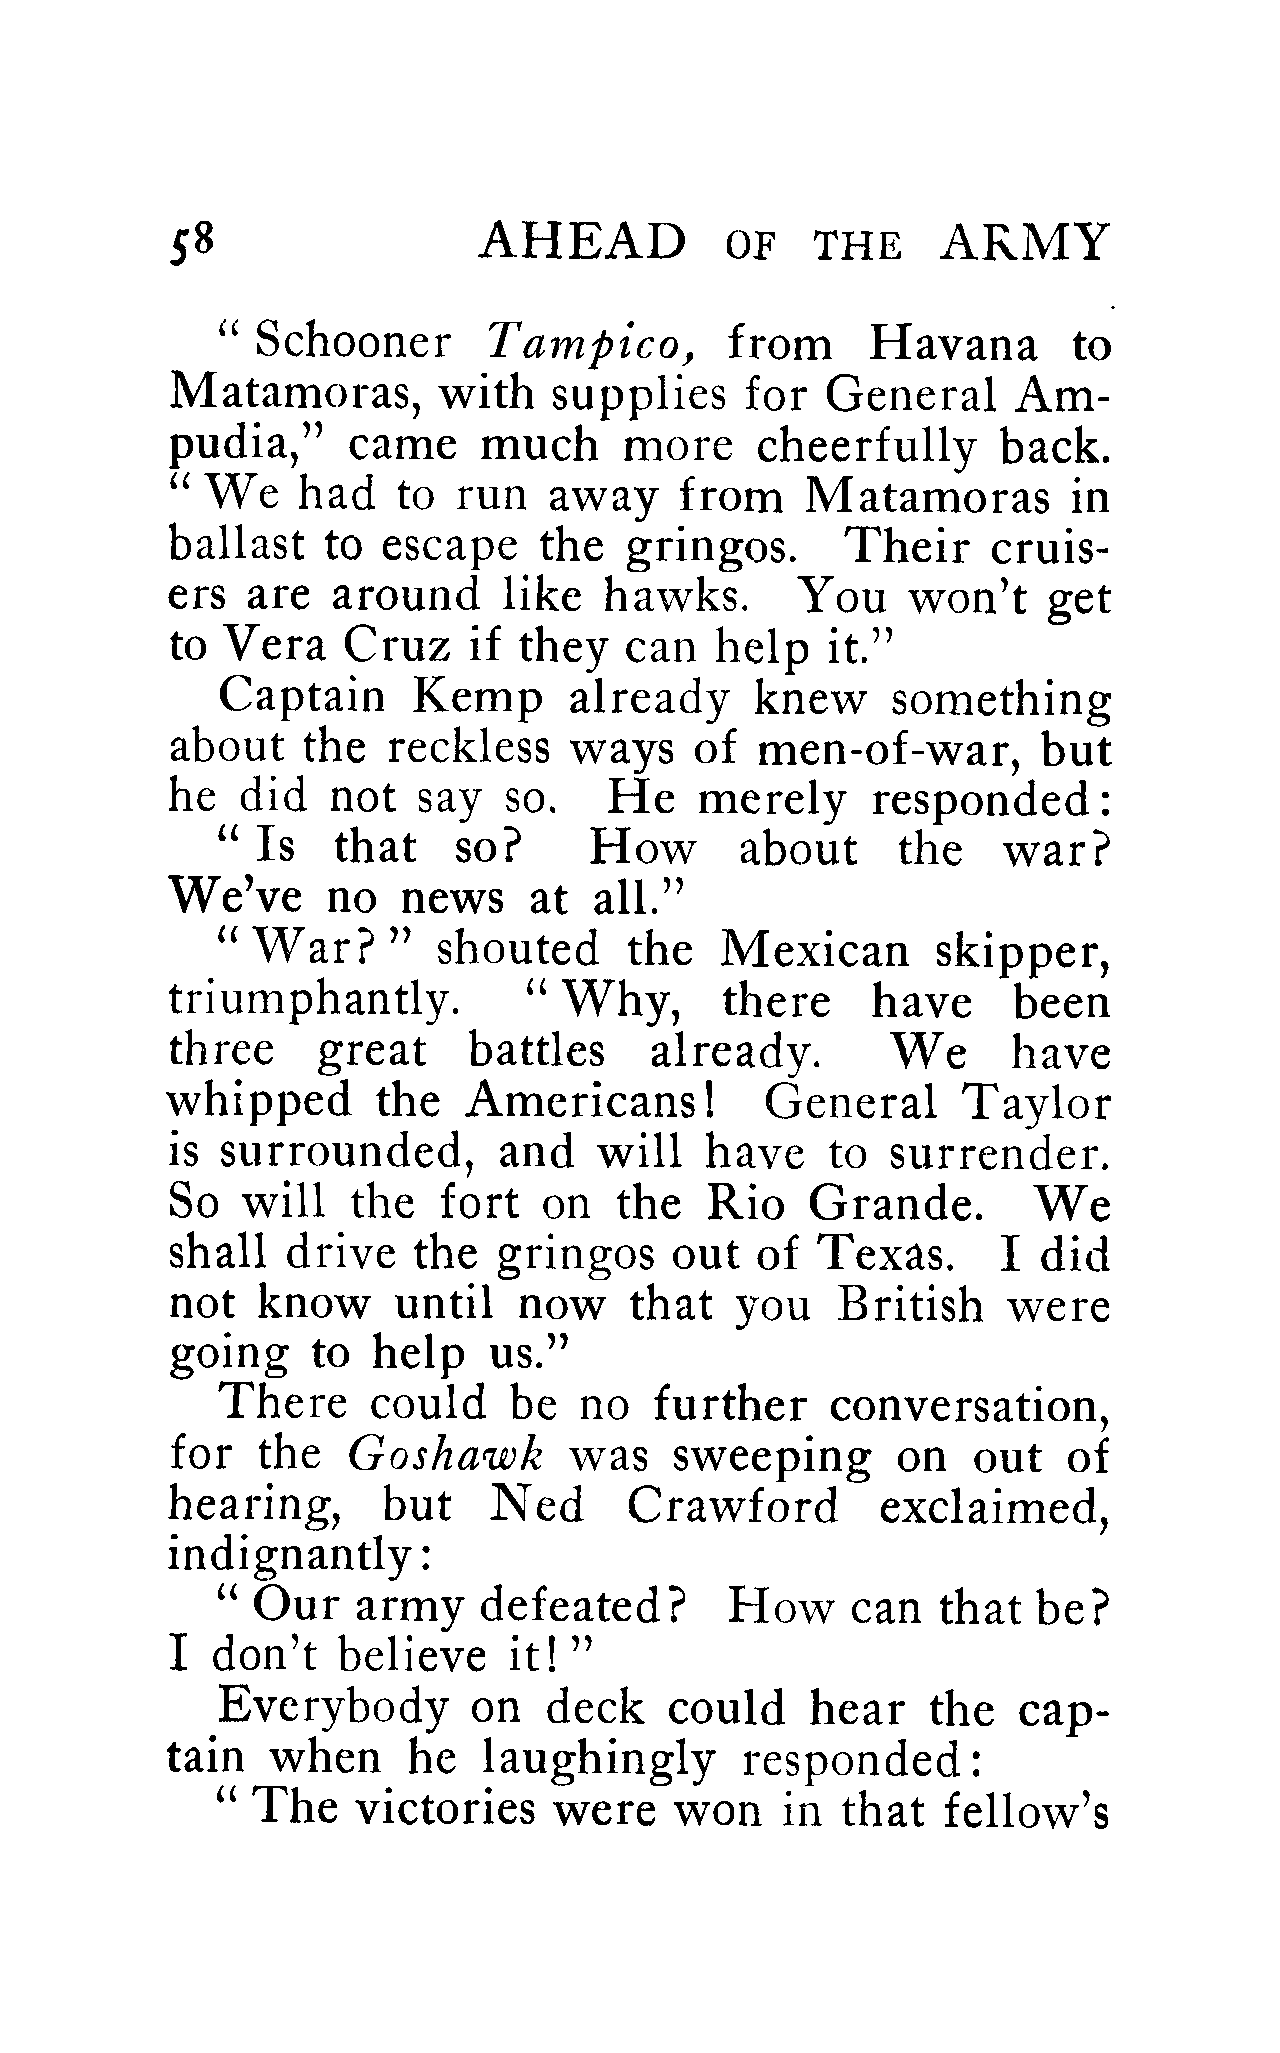 58 AHEAD OF THE ARMY
" Schooner Tampico, from Havana to
Matamoras, with supplies for General Am-
pudia," came much more cheerfully back.
" We had to run away from Matamoras in
ballast to escape the gringos. Their cruis-
ers are around like hawks. You won't get
to Vera Cruz if they can help it."
Captain Kemp already knew something
about the reckless ways of men-of-war, but
he did not say so. He merely responded:
" Is that so? How about the war?
We've no news at all."
" War? " shouted the Mexican skipper,
triumphantly. " Why, there have been
three great battles already. We have
whipped the Americans! General Taylor
is surrounded, and will have to surrender.
So will the fort on the Rio Grande. We
shall drive the gringos out of Texas. I did
not know until now that you British were
going to help us."
There could be no further conversation,
for the Goshawk was sweeping on out of
hearing, but Ned Crawford exclaimed,
indignantly:
" Our army defeated? How can that be?
I don't believe it! "
Everybody on deck could hear the cap-
tain when he laughingly responded:
" The victories were won in that fellow's